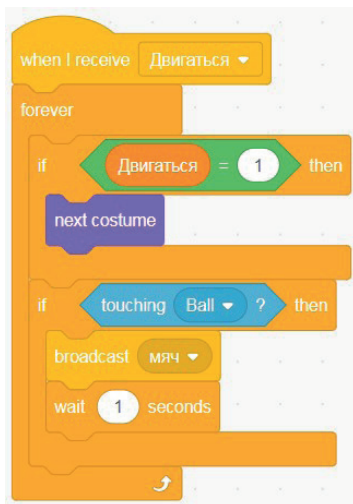 when I receive Двигаться
forever
if Двигаться = 1 then
next costume
if touching Ball ? then
broadcast мяч
wait 1 seconds